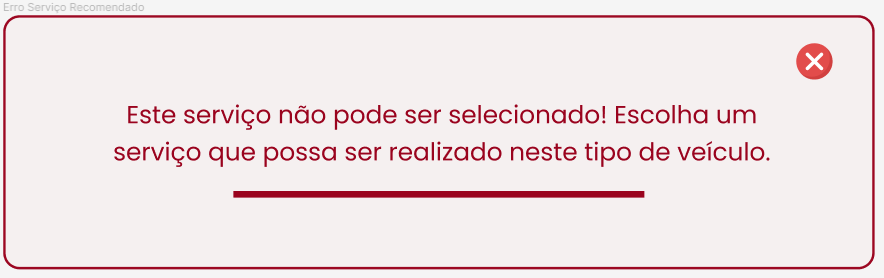 Erro Serviço Recomendado
Este serviço não pode ser selecionado! Escolha um
serviço que possa ser realizado neste tipo de veículo.